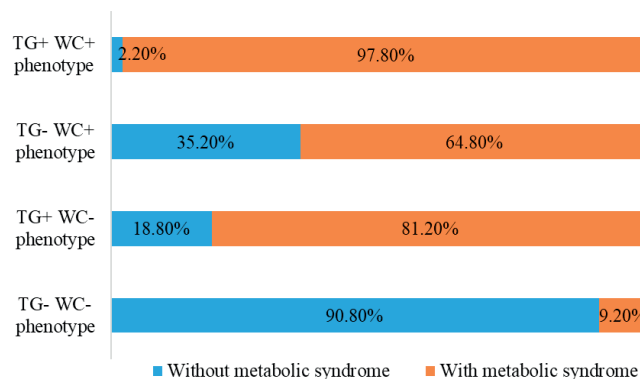 TG+ WC+
phenotype
2.20%
97.80%
TG- WC+
phenotype
35.20%
64.80%
TG+ WC-
phenotype
18.80%
81.20%
TG- WC-
phenotype
90.80%
9.20%
Without metabolic syndrome
With metabolic syndrome